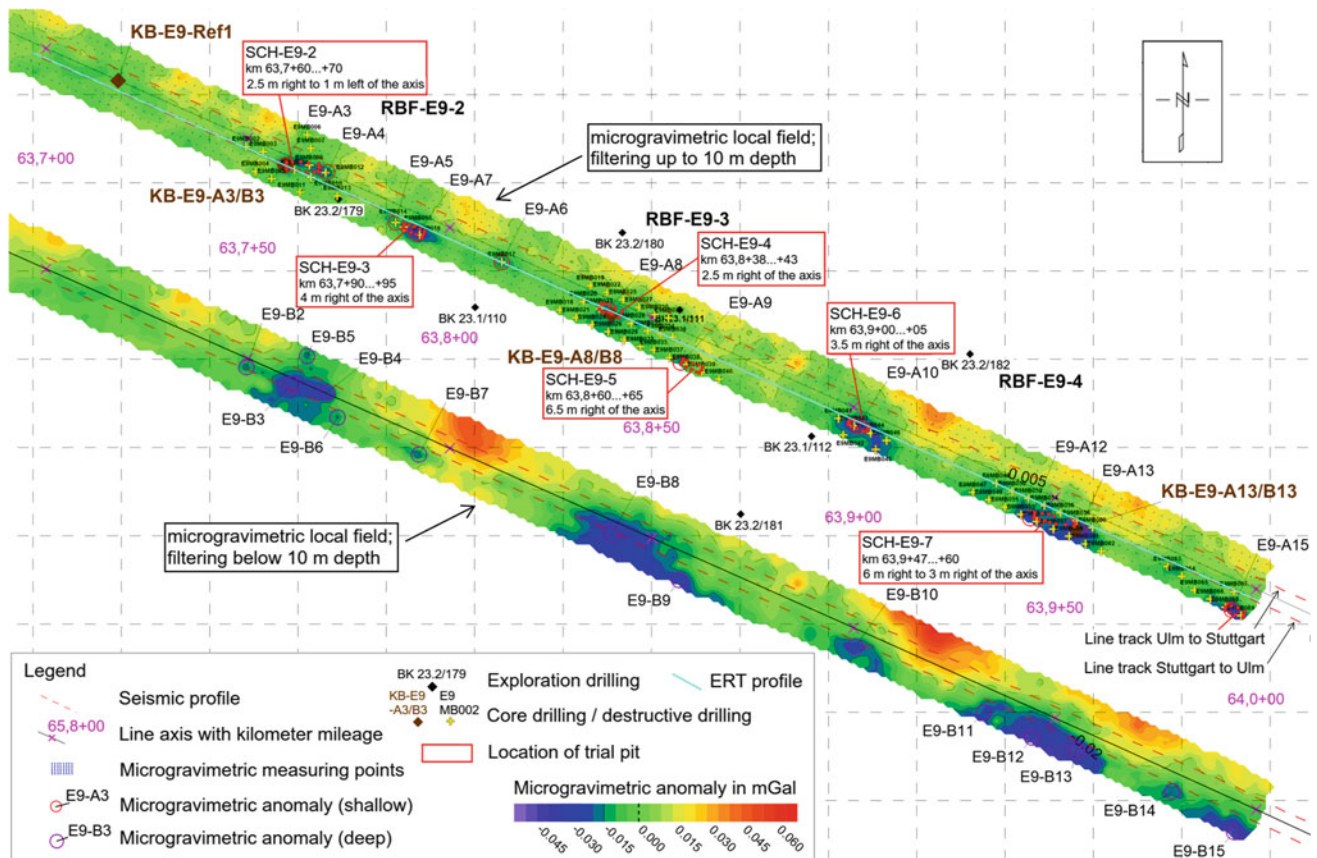 KB-E9-Ref1
SCH-E9-2
km 63,7+60...+70
2.5 m right to 1 m left of the axis
RBF-E9-2
E9-A3
E9-A4
microgravimetric local field;
filtering up to 10 m depth
E9-A5
E9-A7
E9-A6
63,7+00
KB-E9-A3/B3
BK 23.2/179
RBF-E9-3
BK 23.2/180
SCH-E9-4
km 63,8+38...+43
2.5 m right of the axis
63,7+50
SCH-E9-3
km 63,7+90...+95
4 m right of the axis
E9-A8
E9-A9
SCH-E9-6
km 63,9+00...+05
3.5 m right of the axis
BK 23.1/110
BK 23.1/111
63,8+00
KB-E9-A8/B8
E9-B2
E9-B5
E9-B4
E9-B7
SCH-E9-5
km 63,8+60...+65
6.5 m right of the axis
E9-A10
BK 23.2/182
RBF-E9-4
E9-B3
E9-B6
63,8+50
BK 23.1/112
E9-A12
E9-A13
KB-E9-A13/B13
-0.005
E9-B8
microgravimetric local field;
filtering below 10 m depth
BK 23.2/181
63,9+00
SCH-E9-7
km 63,9+47...+60
6 m right to 3 m right of the axis
E9-A15
E9-B9
E9-B10
63,9+50
Line track Ulm to Stuttgart
Line track Stuttgart to Ulm
64,0+00
E9-B11
E9-B12
E9-B13
-0.02
E9-B14
E9-B15
N
Legend
Seismic profile
65,8+00
Line axis with kilometer mileage
Microgravimetric measuring points
E9-A3
Microgravimetric anomaly (shallow)
E9-B3
Microgravimetric anomaly (deep)
BK 23.2/179
Exploration drilling
ERT profile
KB-E9
-A3/B3
E9
MB002
Core drilling / destructive drilling
Location of trial pit
Microgravimetric anomaly in mGal
-0.045
-0.030
-0.015
0.000
0.015
0.030
0.045
0.060